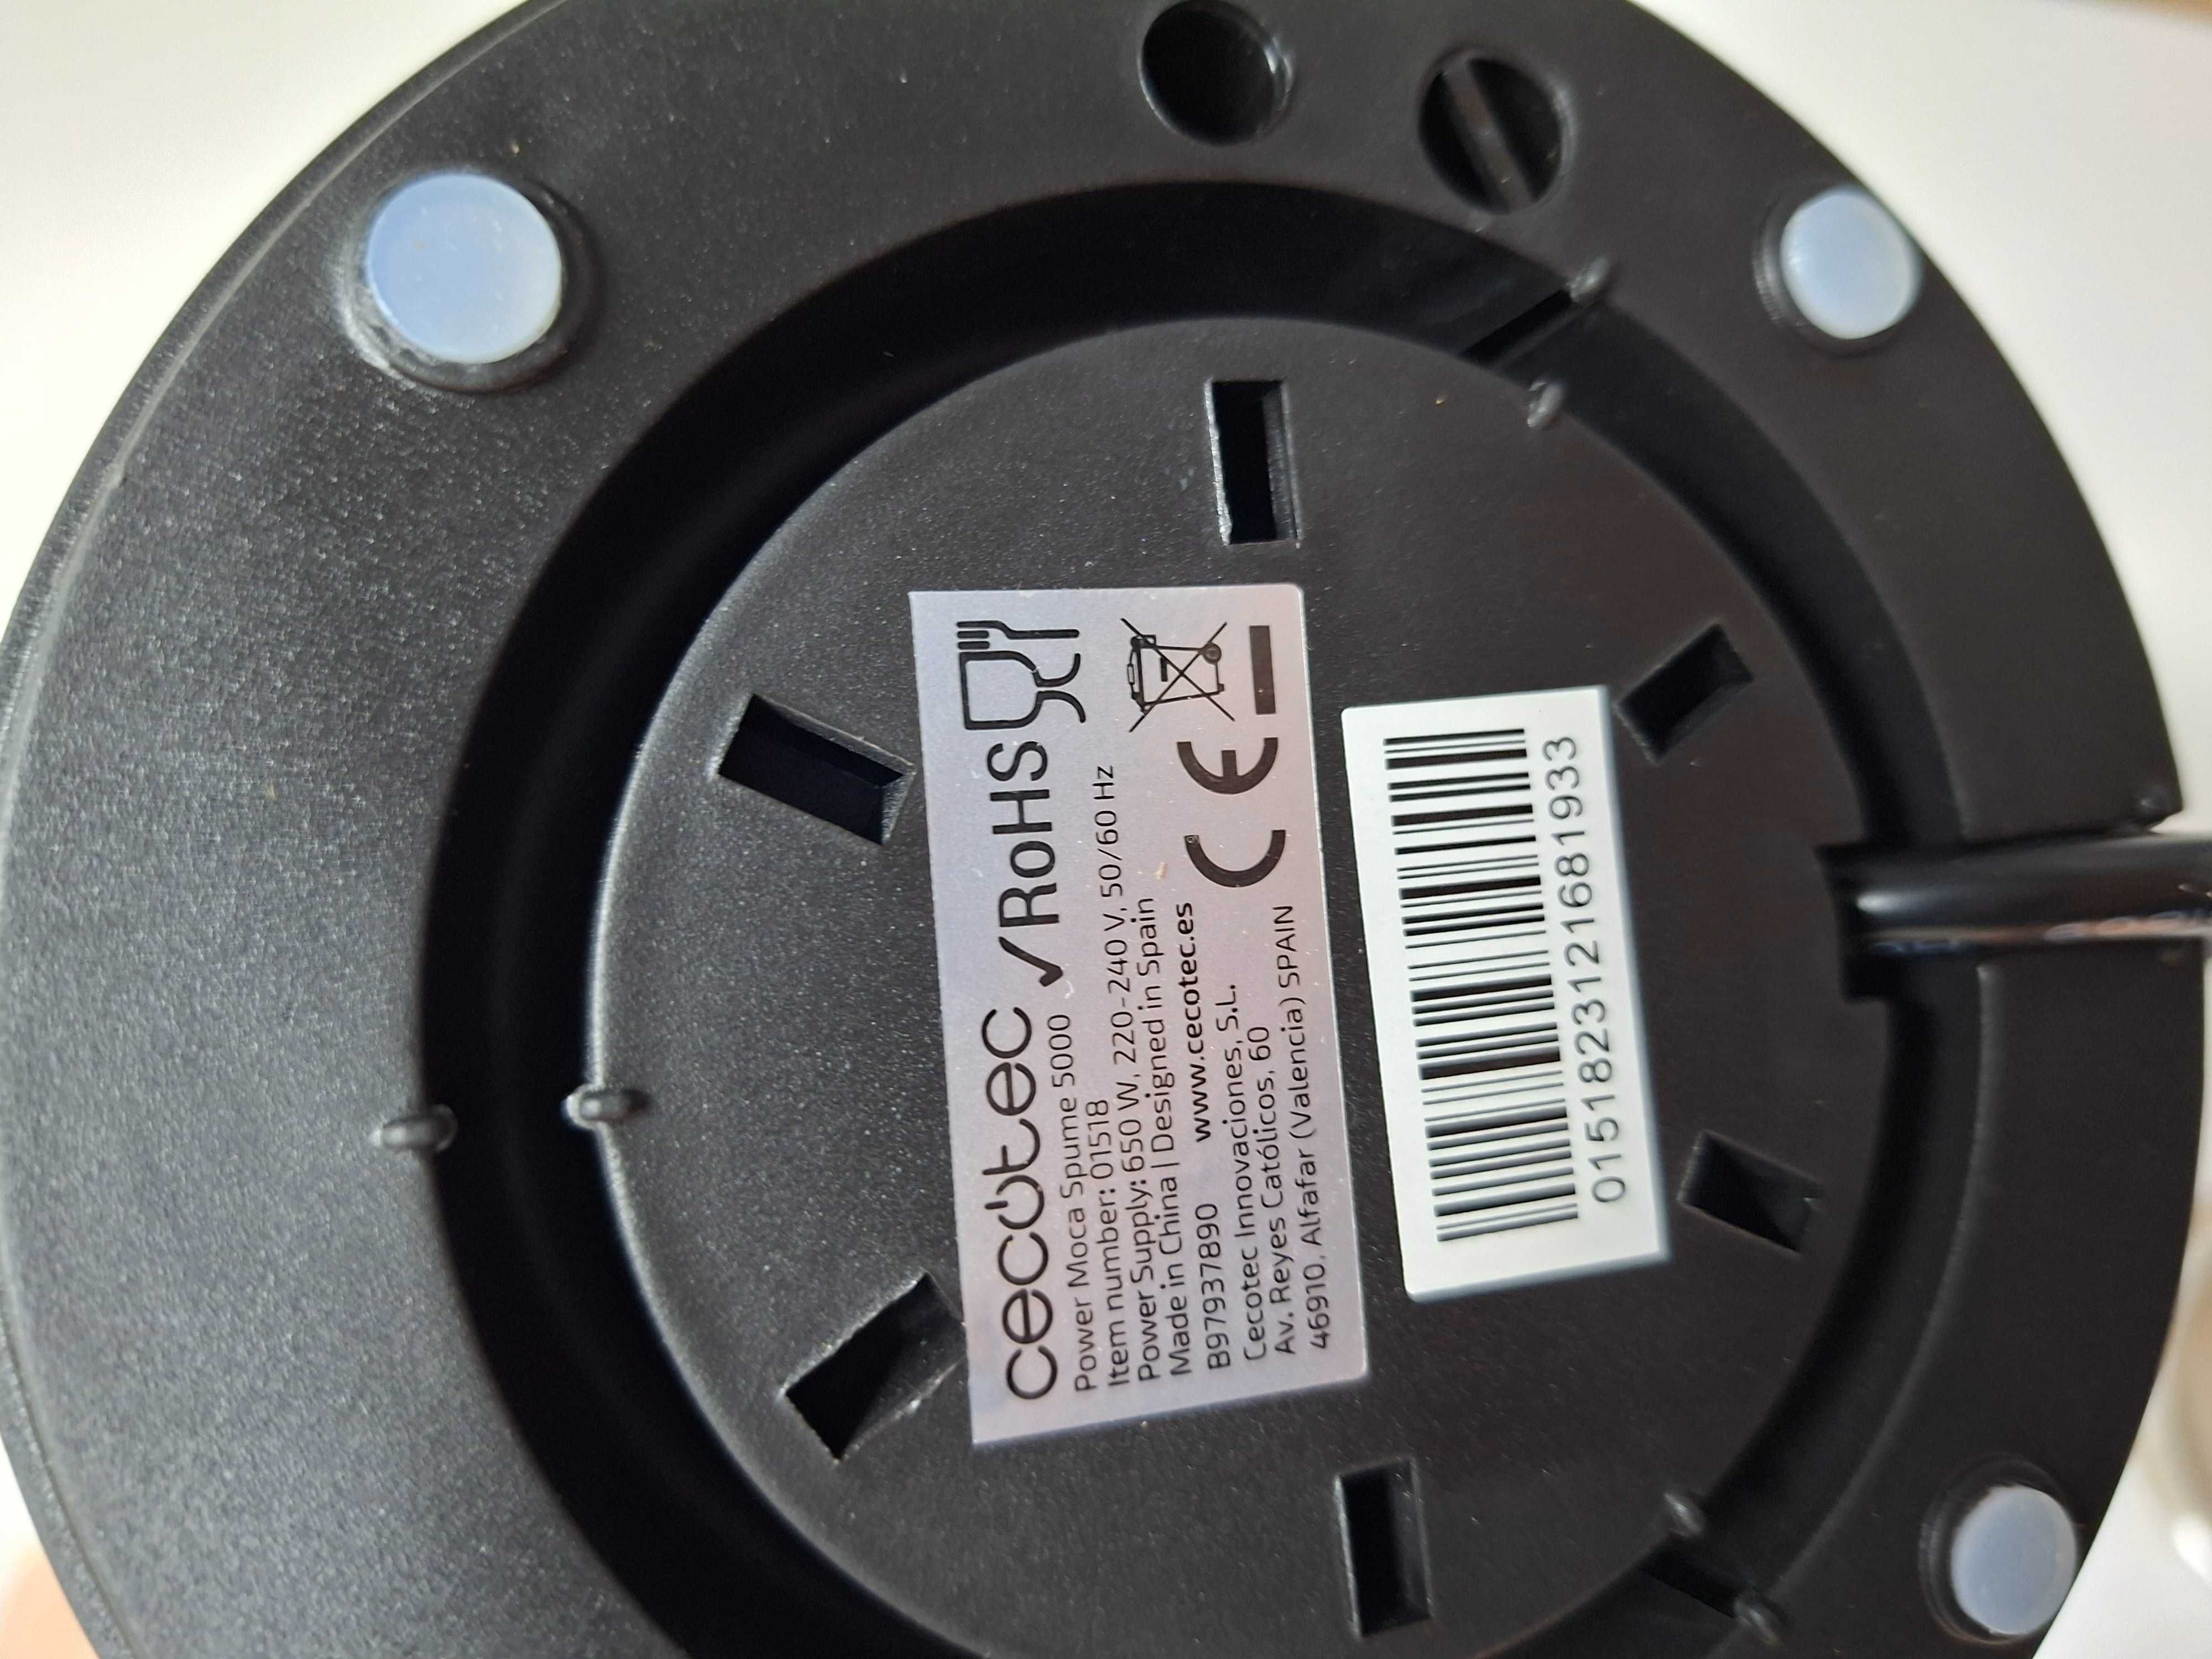 cecotec ✓RoHS
Power Moca Spume 5000
Item number: 01518
Power Supply: 650 W, 220-240 V, 50/60 Hz
Made in China | Designed in Spain
B97937890 www.cecotec.es
Cecotec Innovaciones, S.L.
Av. Reyes Católicos, 60
46910, Alfafar (Valencia) SPAIN
CE
0151823121681933